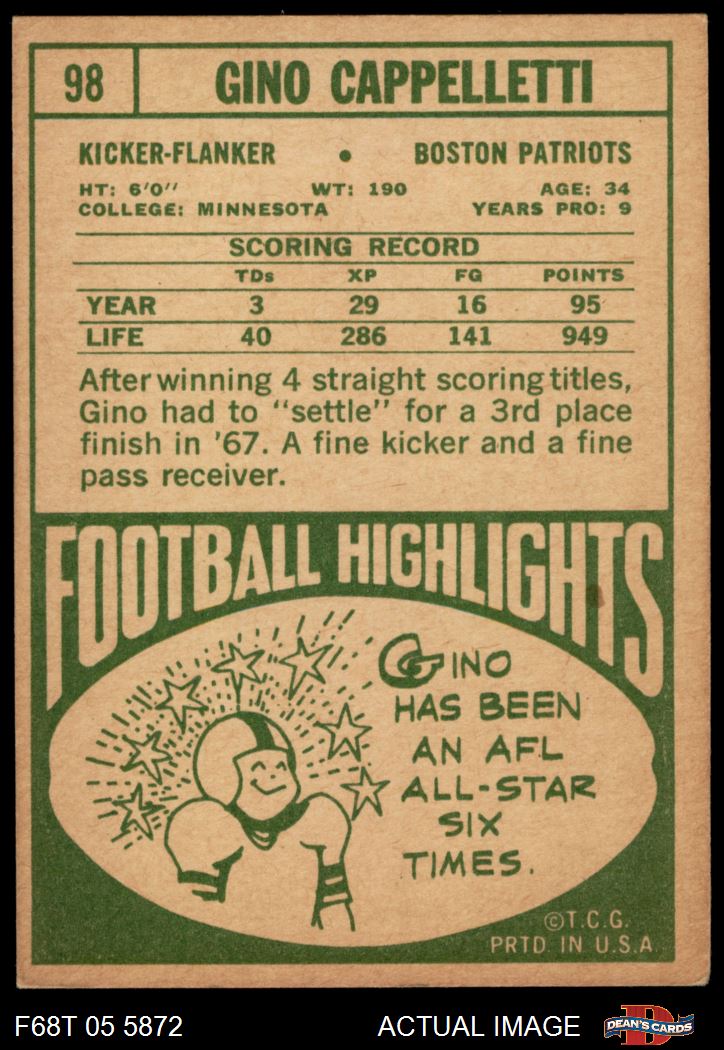 98 GINO CAPPELLETTI
KICKER-FLANKER • BOSTON PATRIOTS
HT: 6'0" WT: 190 AGE: 34
COLLEGE: MINNESOTA YEARS PRO: 9
SCORING RECORD
TDs XP FG POINTS
YEAR 3 29 16 95
LIFE 40 286 141 949
After winning 4 straight scoring titles,
Gino had to "settle" for a 3rd place
finish in '67. A fine kicker and a fine
pass receiver.
FOOTBALL HIGHLIGHTS
GINO
HAS BEEN
AN AFL
ALL-STAR
SIX
TIMES.
©T.C.G.
PRTD IN U.S.A
F68T 05 5872 ACTUAL IMAGE D DEAN'S CARDS